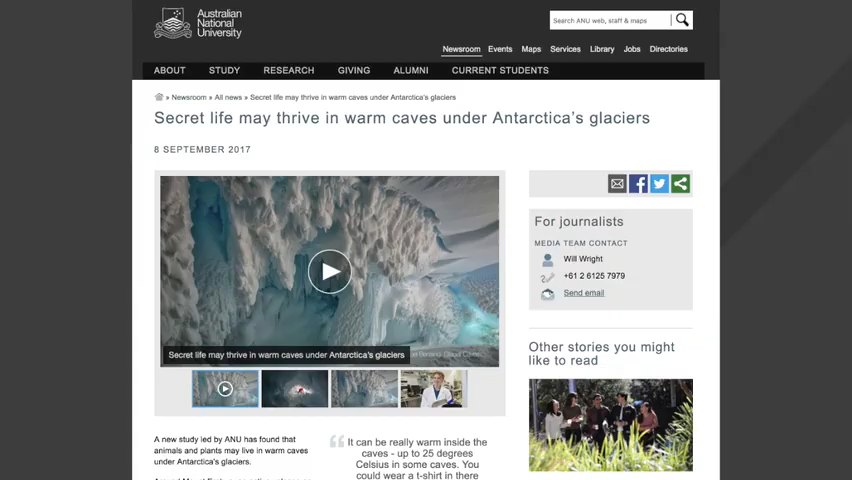 Australian
National
University
Search ANU web, staff & maps
Newsroom Events Maps Services Library Jobs Directories
ABOUT STUDY RESEARCH GIVING ALUMNI CURRENT STUDENTS
» Newsroom » All news » Secret life may thrive in warm caves under Antarctica's glaciers
Secret life may thrive in warm caves under Antarctica's glaciers
8 SEPTEMBER 2017
Secret life may thrive in warm caves under Antarctica's glaciers
A new study led by ANU has found that
animals and plants may live in warm caves
under Antarctica's glaciers.
It can be really warm inside the
caves - up to 25 degrees
Celsius in some caves. You
could wear a t-shirt in there
For journalists
MEDIA TEAM CONTACT
Will Wright
+61 2 6125 7979
Send email
Other stories you might
like to read